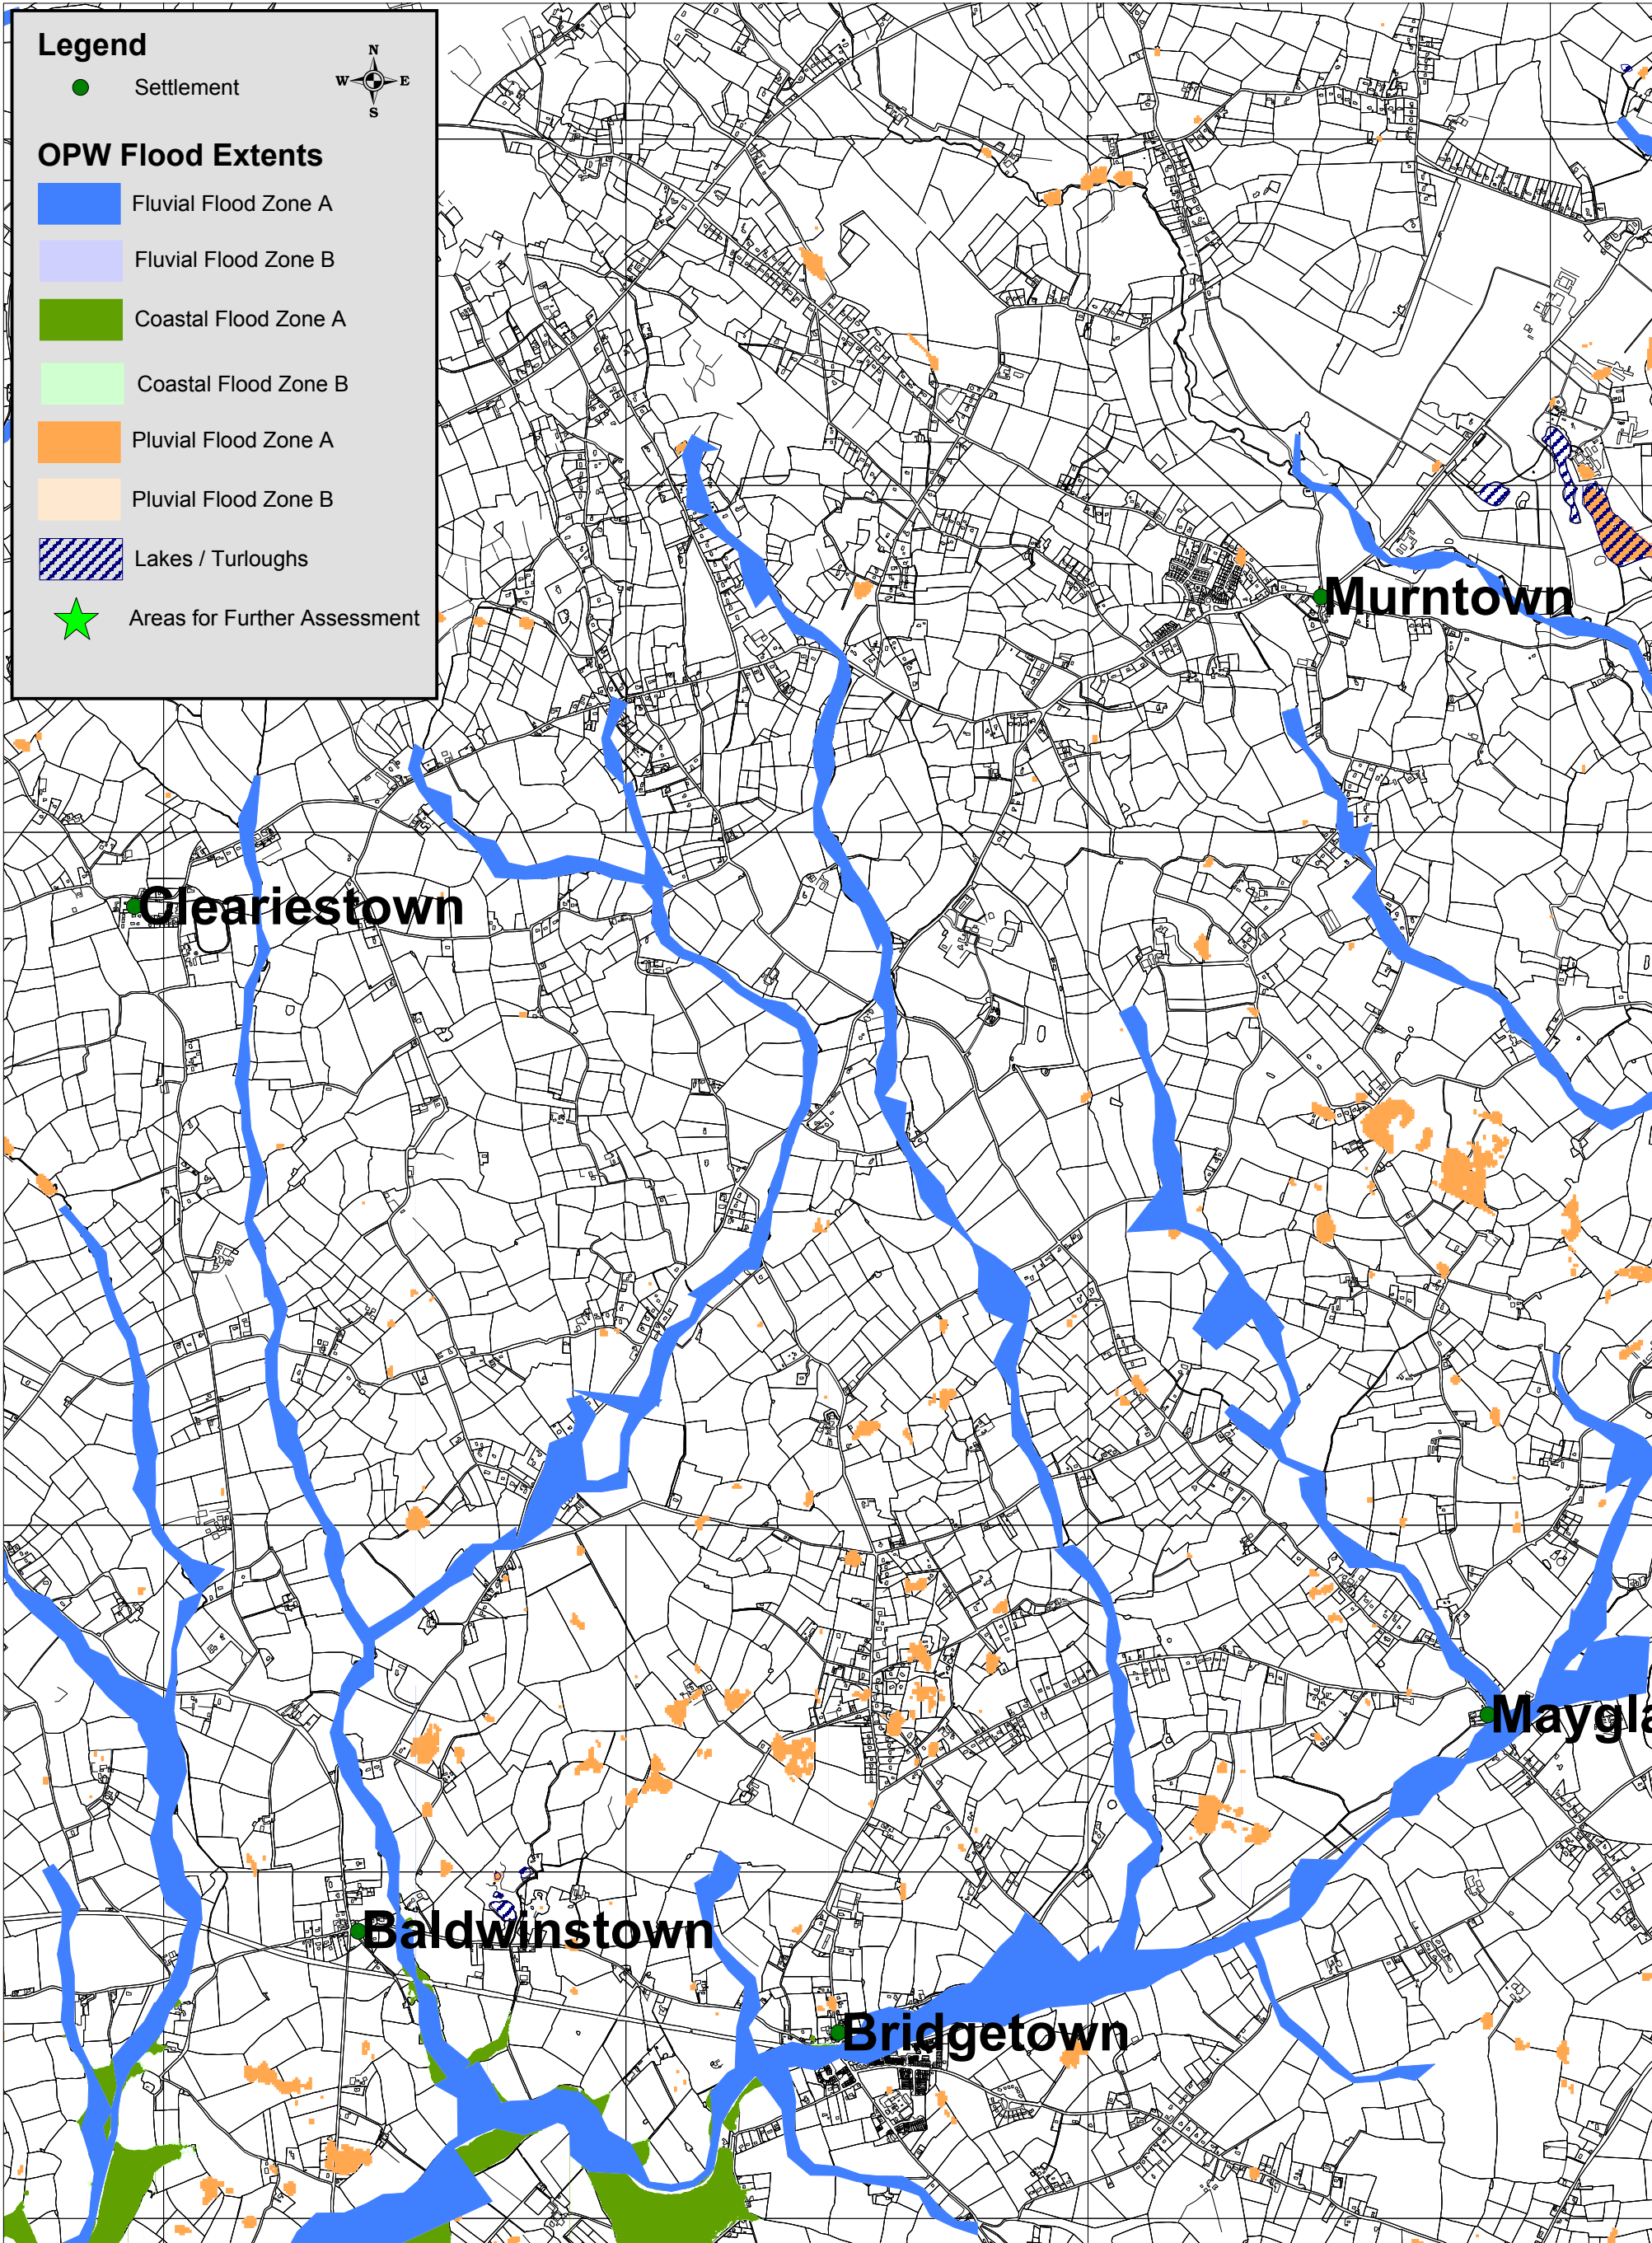 Legend
N
W E
S
Settlement
OPW Flood Extents
Fluvial Flood Zone A
Fluvial Flood Zone B
Coastal Flood Zone A
Coastal Flood Zone B
Pluvial Flood Zone A
Pluvial Flood Zone B
Lakes / Turloughs
Areas for Further Assessment
Murntown
Cleariestown
Maygla
Baldwinstown
Bridgetown